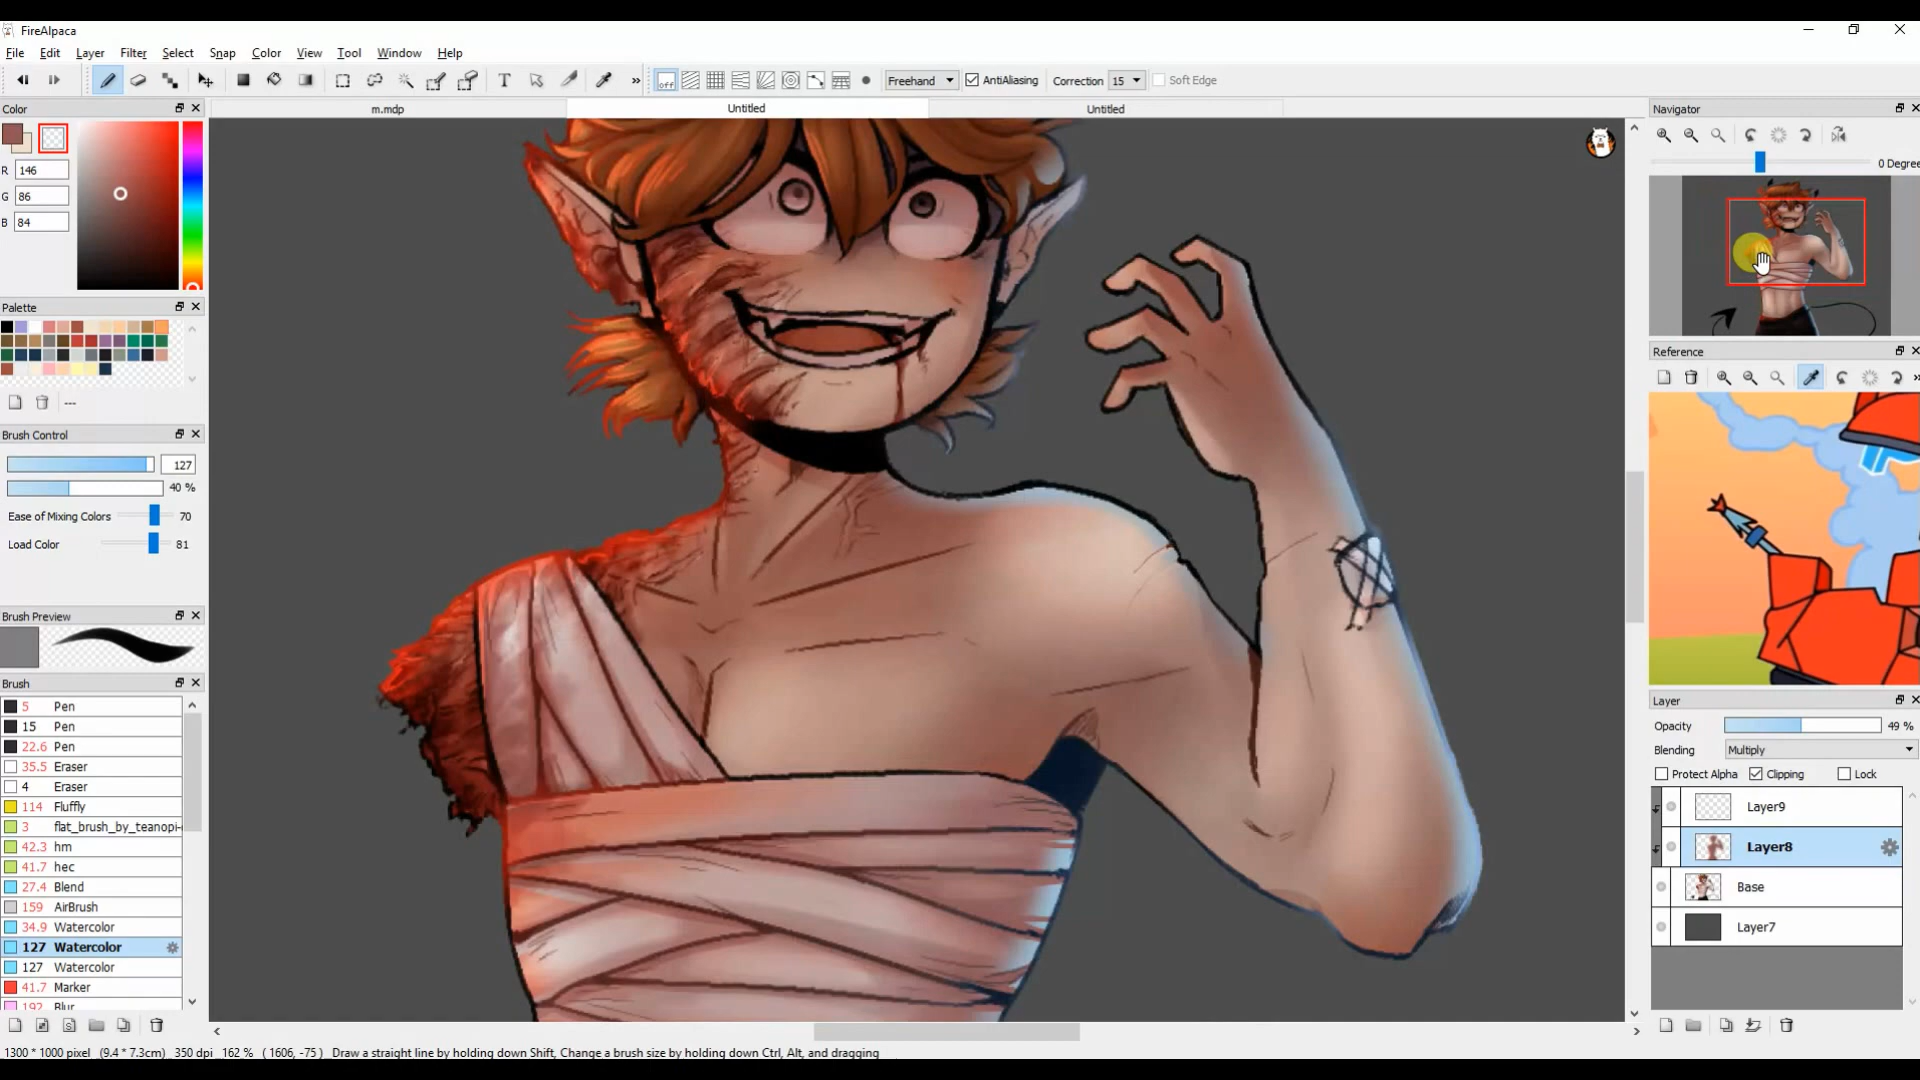 FireAlpaca
File Edit Layer Filter Select Snap Color View Tool Window Help
T » off Freehand AntiAliasing Correction 15 Soft Edge
Color m.mdp Untitled Untitled Navigator
0 Degree
R 146
G 86
B 84
Palette
---
Reference
»
Brush Control
127
40 %
Ease of Mixing Colors 70
Load Color 81
Brush Preview
Brush
5 Pen
15 Pen
22.6 Pen
35.5 Eraser
4 Eraser
114 Fluffly
3 flat_brush_by_teanopi-
42.3 hm
41.7 hec
27.4 Blend
159 AirBrush
34.9 Watercolor
127 Watercolor
127 Watercolor
41.7 Marker
192 Blur
Layer
Opacity 49 %
Blending Multiply
Protect Alpha Clipping Lock
Layer9
Layer8
Base
Layer7
1300 * 1000 pixel (9.4 * 7.3cm) 350 dpi 162 % ( 1606, -75 ) Draw a straight line by holding down Shift, Change a brush size by holding down Ctrl, Alt, and dragging